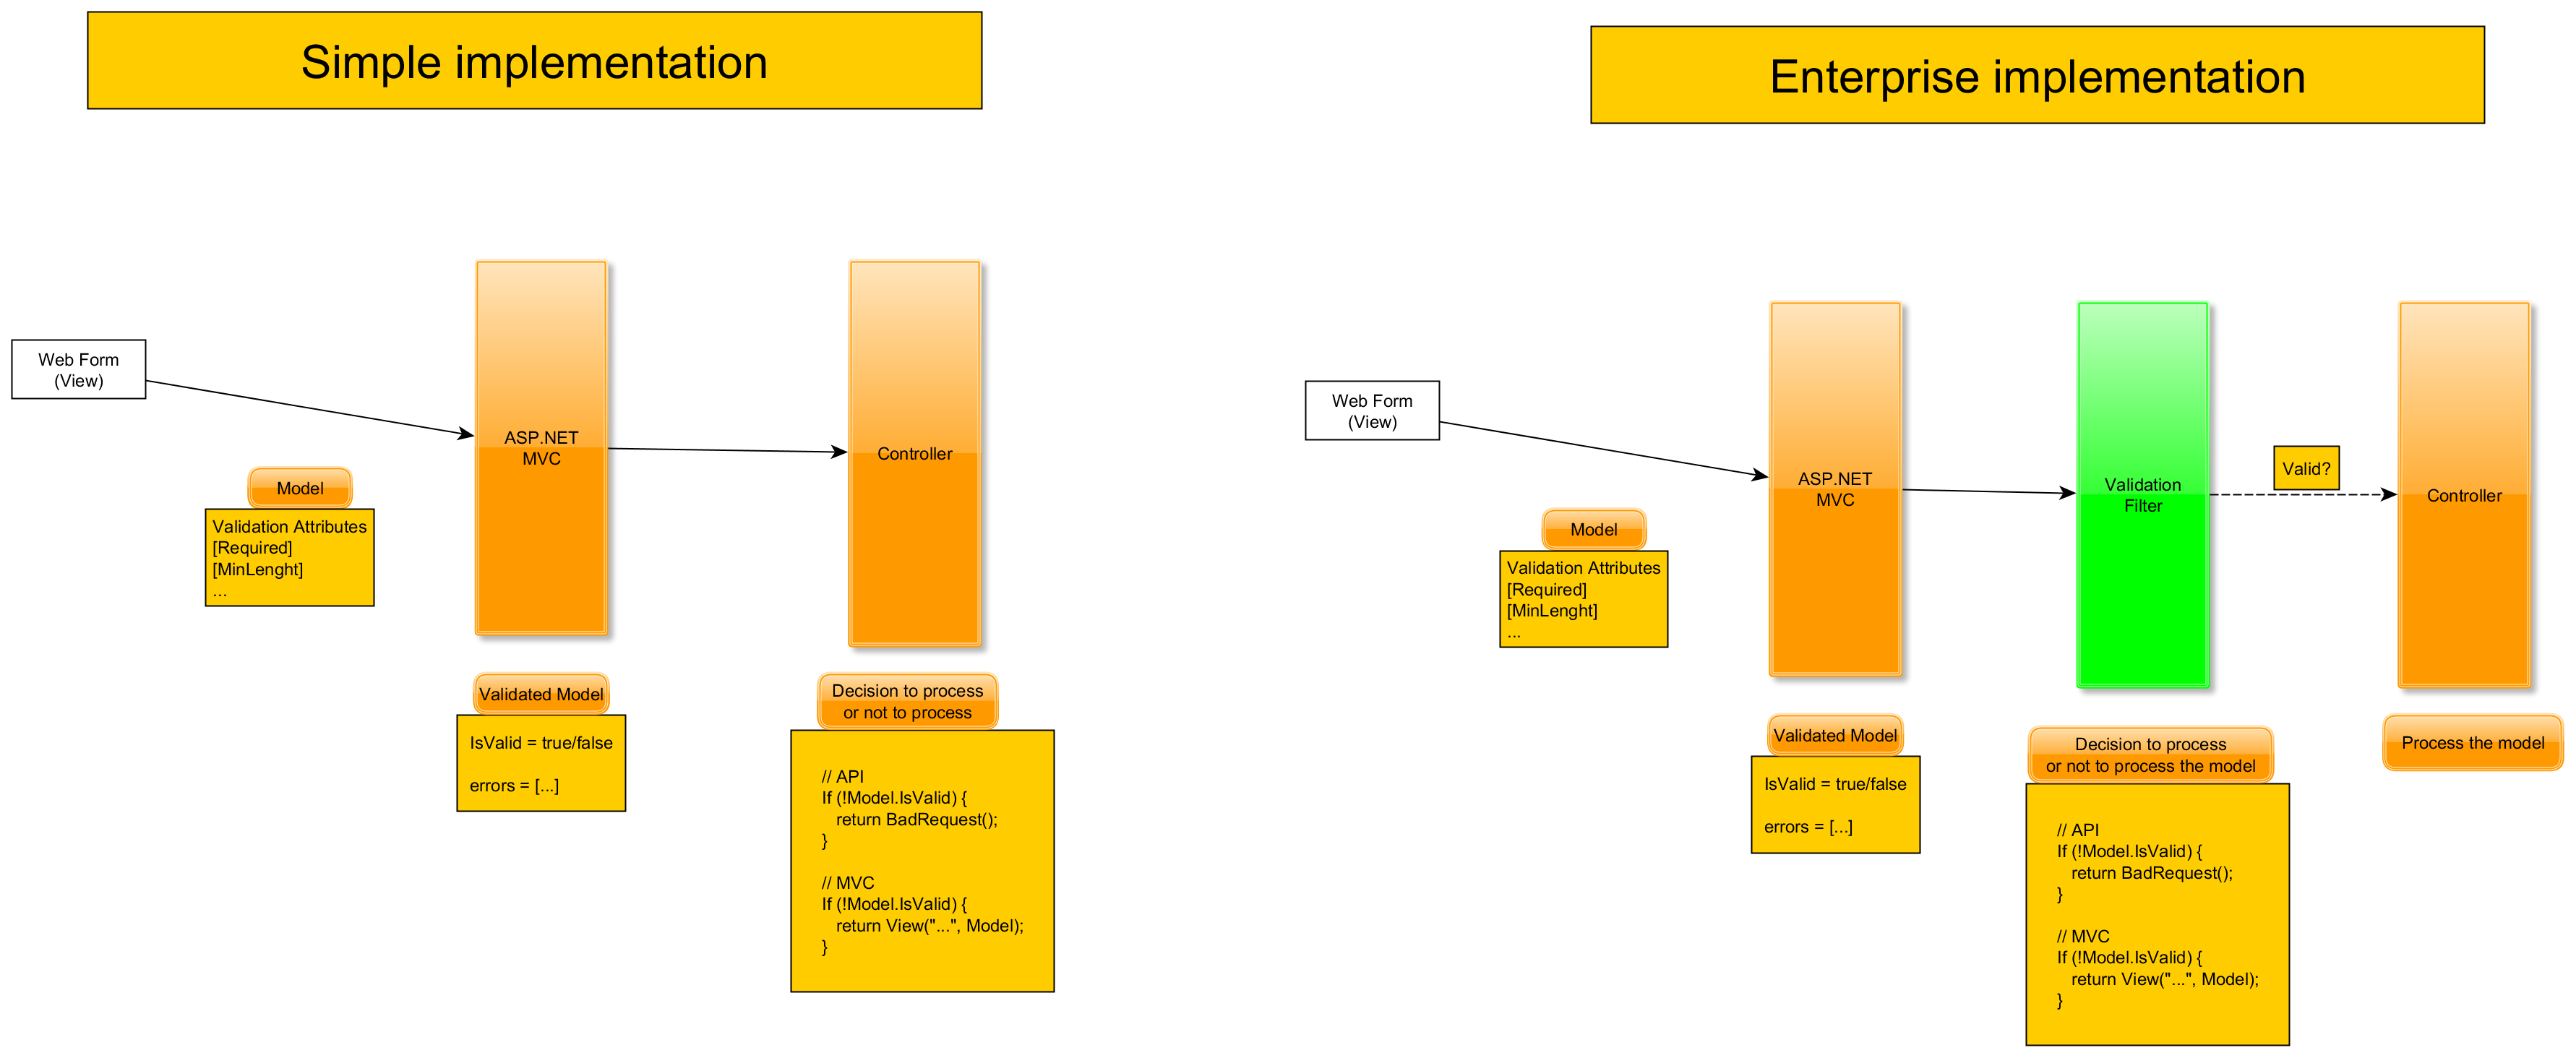 Simple implementation
Web Form
(View)
ASP.NET
MVC
Controller
Model
Validation Attributes
[Required]
[MinLenght]
...
Validated Model
IsValid = true/false
errors = [...]
Decision to process
or not to process
// API
If (!Model.IsValid) {
return BadRequest();
}
// MVC
If (!Model.IsValid) {
return View("...", Model);
}
Enterprise implementation
Web Form
(View)
ASP.NET
MVC
Validation
Filter
Valid?
Controller
Model
Validation Attributes
[Required]
[MinLenght]
...
Validated Model
IsValid = true/false
errors = [...]
Decision to process
or not to process the model
// API
If (!Model.IsValid) {
return BadRequest();
}
// MVC
If (!Model.IsValid) {
return View("...", Model);
}
Process the model